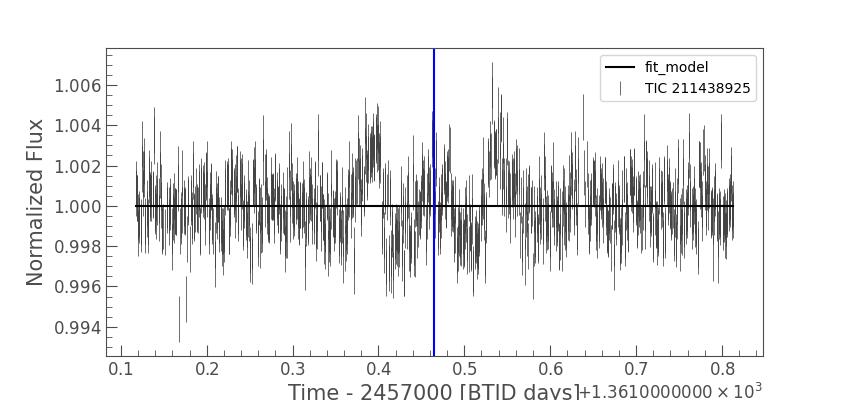 fit_model
TIC 211438925
Normalized Flux
1.006
1.004
1.002
1.000
0.998
0.996
0.994
0.1 0.2 0.3 0.4 0.5 0.6 0.7 0.8
Time - 2457000 [BTJD days]
+1.3610000000 × 10³